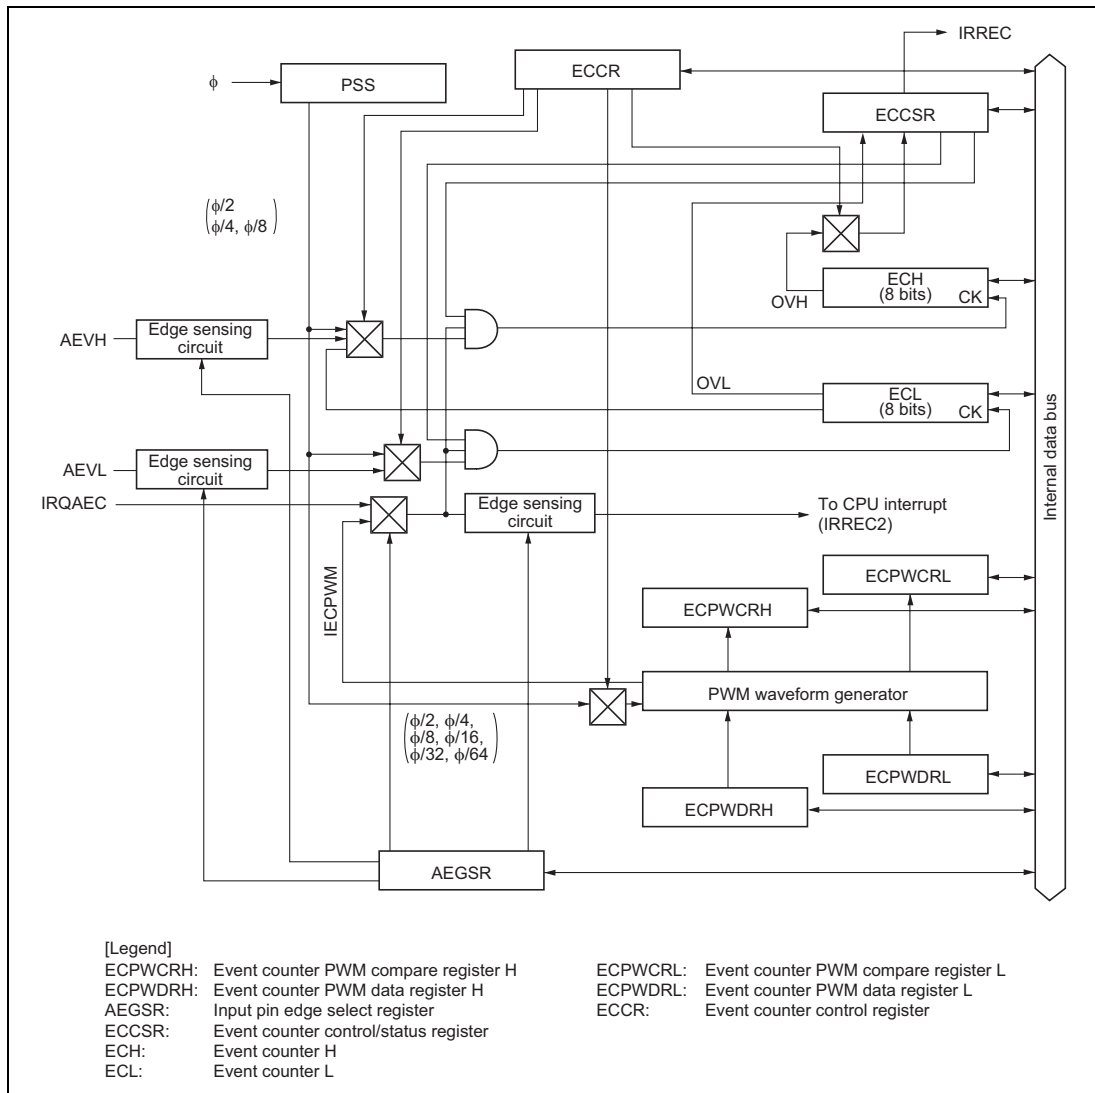 IRREC
ϕ
PSS
ECCR
ECCSR
(ϕ/2
ϕ/4, ϕ/8)
ECH
(8 bits)
CK
OVH
AEVH
Edge sensing
circuit
OVL
ECL
(8 bits)
CK
AEVL
Edge sensing
circuit
IRQAEC
Edge sensing
circuit
To CPU interrupt
(IRREC2)
Internal data bus
IECPWM
ECPWCRL
ECPWCRH
PWM waveform generator
(ϕ/2, ϕ/4,
ϕ/8, ϕ/16,
ϕ/32, ϕ/64)
ECPWDRL
ECPWDRH
AEGSR
[Legend]
ECPWCRH: Event counter PWM compare register H
ECPWDRH: Event counter PWM data register H
AEGSR: Input pin edge select register
ECCSR: Event counter control/status register
ECH: Event counter H
ECL: Event counter L
ECPWCRL: Event counter PWM compare register L
ECPWDRL: Event counter PWM data register L
ECCR: Event counter control register